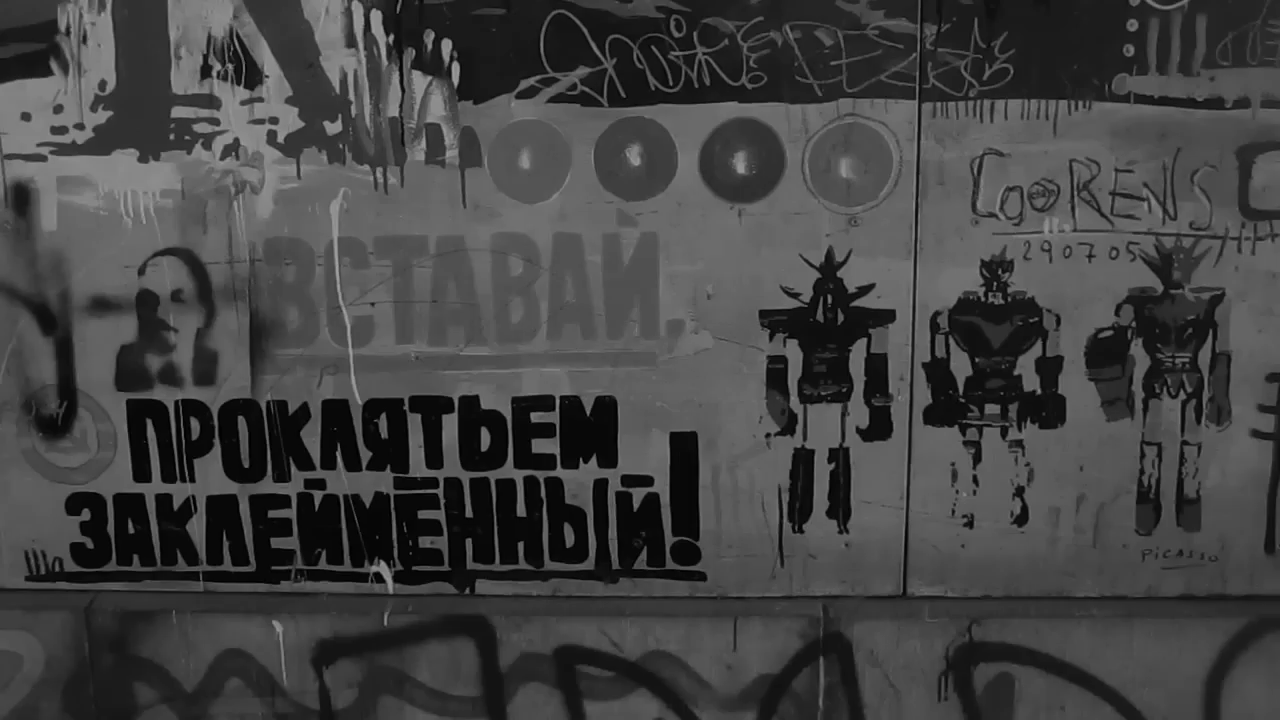 CoORENS
290705
ВСТАВАЙ,
ПРОКЛЯТЬЕМ
ЗАКЛЕЙМЁННЫЙ!
PiCASSO